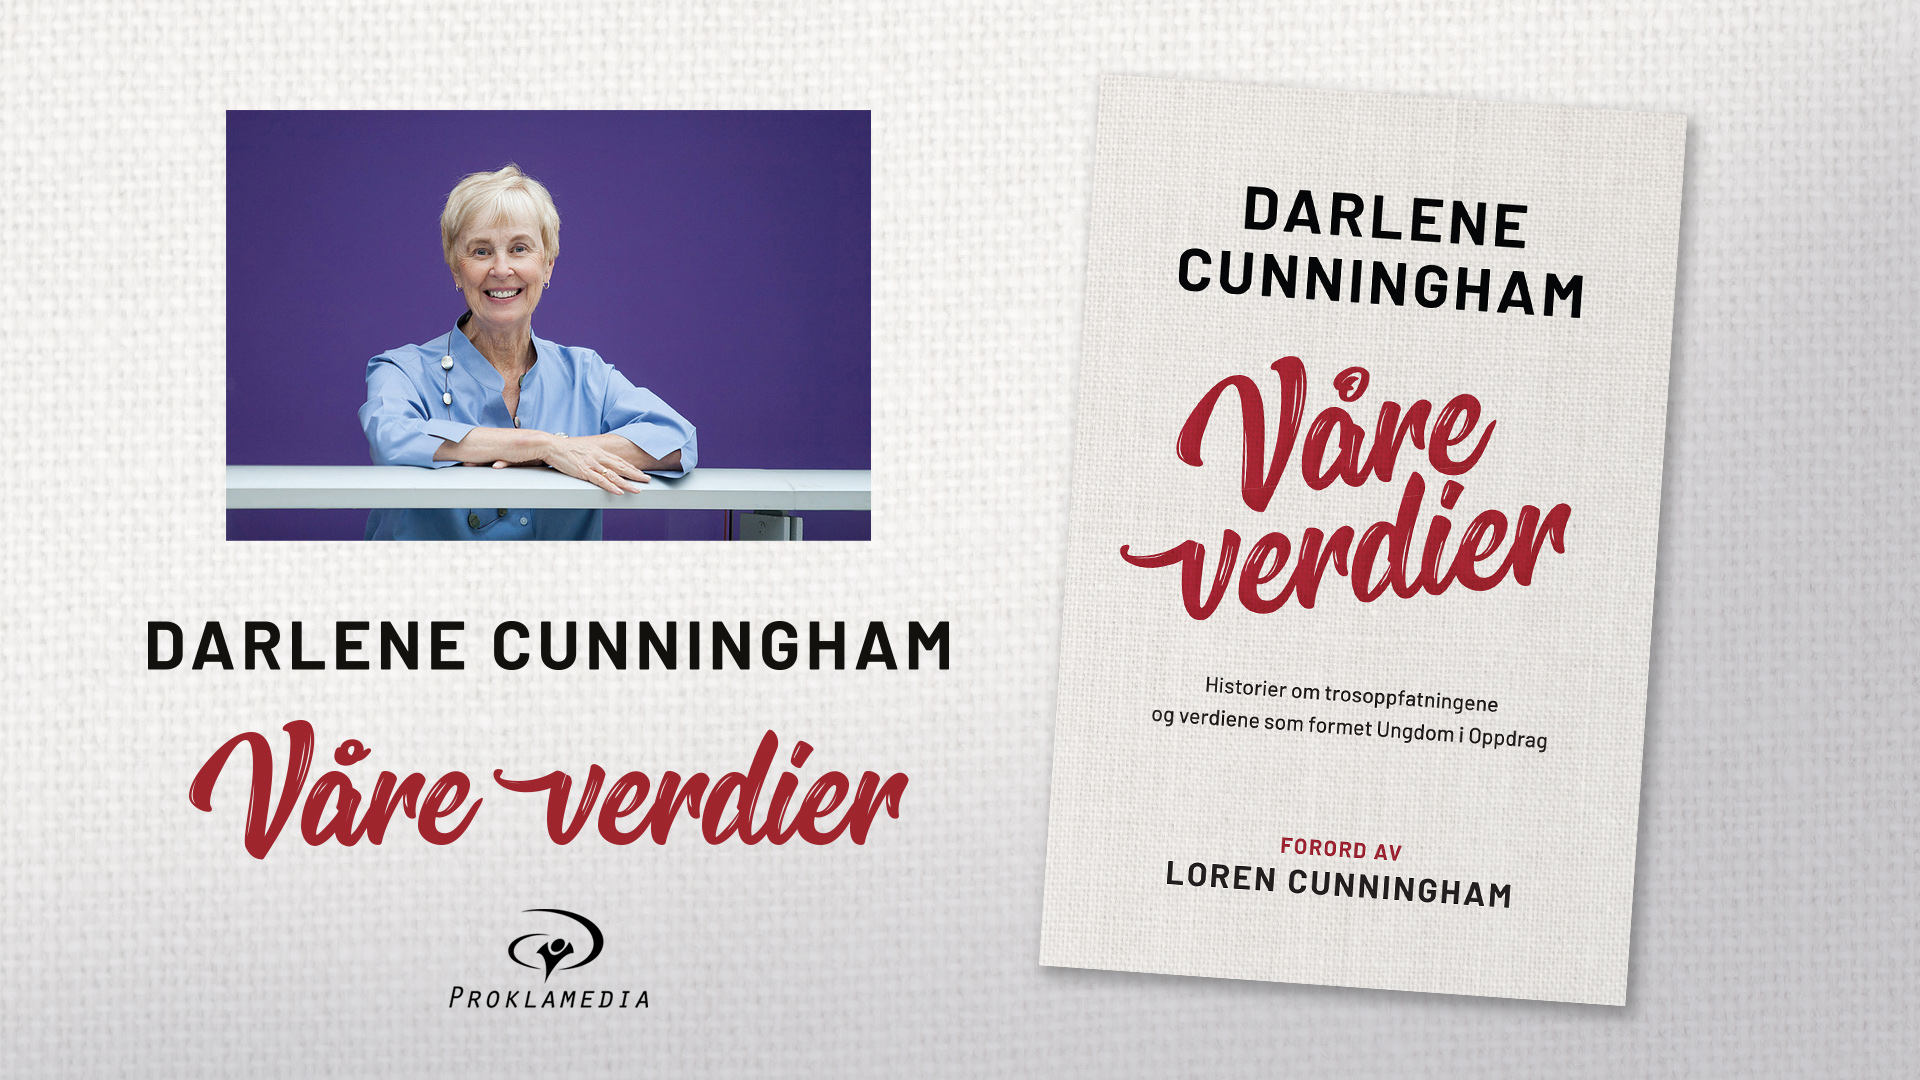 DARLENE CUNNINGHAM
Våre verdier
PROKLAMEDIA
DARLENE
CUNNINGHAM
Våre
verdier
Historier om trosoppfatningene
og verdiene som formet Ungdom i Oppdrag
FORORD AV
LOREN CUNNINGHAM